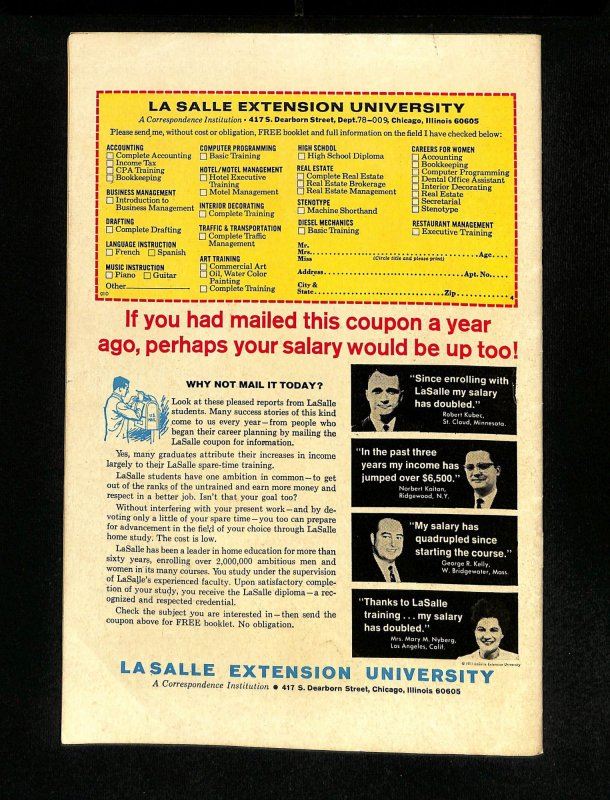 LA SALLE EXTENSION UNIVERSITY
A Correspondence Institution • 417 S. Dearborn Street, Dept. 78-009, Chicago, Illinois 60605
Please send me, without cost or obligation, FREE booklet and full information on the field I have checked below:
ACCOUNTING
Complete Accounting
Income Tax
CPA Training
Bookkeeping
BUSINESS MANAGEMENT
Introduction to
Business Management
DRAFTING
Complete Drafting
LANGUAGE INSTRUCTION
French Spanish
MUSIC INSTRUCTION
Piano Guitar
Other
COMPUTER PROGRAMMING
Basic Training
HOTEL/MOTEL MANAGEMENT
Hotel Executive
Training
Motel Management
INTERIOR DECORATING
Complete Training
TRAFFIC & TRANSPORTATION
Complete Traffic
Management
ART TRAINING
Commercial Art
Oil, Water Color
Painting
Complete Training
HIGH SCHOOL
High School Diploma
REAL ESTATE
Complete Real Estate
Real Estate Brokerage
Real Estate Management
STENOTYPE
Machine Shorthand
DIESEL MECHANICS
Basic Training
CAREERS FOR WOMEN
Accounting
Bookkeeping
Computer Programming
Dental Office Assistant
Interior Decorating
Real Estate
Secretarial
Stenotype
RESTAURANT MANAGEMENT
Executive Training
Mr.
Mrs. Age
Miss (Circle title and please print)
Address Apt. No.
City &
State Zip
4
If you had mailed this coupon a year
ago, perhaps your salary would be up too!
WHY NOT MAIL IT TODAY?
Look at these pleased reports from LaSalle
students. Many success stories of this kind
come to us every year—from people who
began their career planning by mailing the
LaSalle coupon for information.
Yes, many graduates attribute their increases in income
largely to their LaSalle spare-time training.
LaSalle students have one ambition in common—to get
out of the ranks of the untrained and earn more money and
respect in a better job. Isn't that your goal too?
Without interfering with your present work—and by de-
voting only a little of your spare time—you too can prepare
for advancement in the field of your choice through LaSalle
home study. The cost is low.
LaSalle has been a leader in home education for more than
sixty years, enrolling over 2,000,000 ambitious men and
women in its many courses. You study under the supervision
of LaSalle's experienced faculty. Upon satisfactory comple-
tion of your study, you receive the LaSalle diploma—a rec-
ognized and respected credential.
Check the subject you are interested in—then send the
coupon above for FREE booklet. No obligation.
"Since enrolling with
LaSalle my salary
has doubled."
Robert Kubec,
St. Cloud, Minnesota.
"In the past three
years my income has
jumped over $6,500."
Norbert Kaitan,
Ridgewood, N.Y.
"My salary has
quadrupled since
starting the course."
George R. Kelly,
W. Bridgewater, Mass.
"Thanks to LaSalle
training . . . my salary
has doubled."
Mrs. Mary M. Nyberg,
Los Angeles, Calif.
LASALLE EXTENSION UNIVERSITY
A Correspondence Institution • 417 S. Dearborn Street, Chicago, Illinois 60605